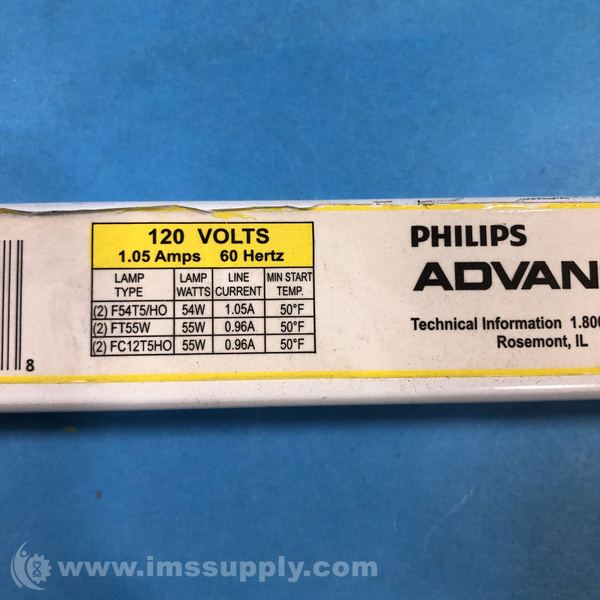 120 VOLTS
1.05 Amps 60 Hertz
LAMP TYPE LAMP WATTS LINE CURRENT MIN START TEMP.
(2) F54T5/HO 54W 1.05A 50°F
(2) FT55W 55W 0.96A 50°F
(2) FC12T5HO 55W 0.96A 50°F
8
PHILIPS
ADVAN
Technical Information 1.800
Rosemont, IL
© www.imssupply.com